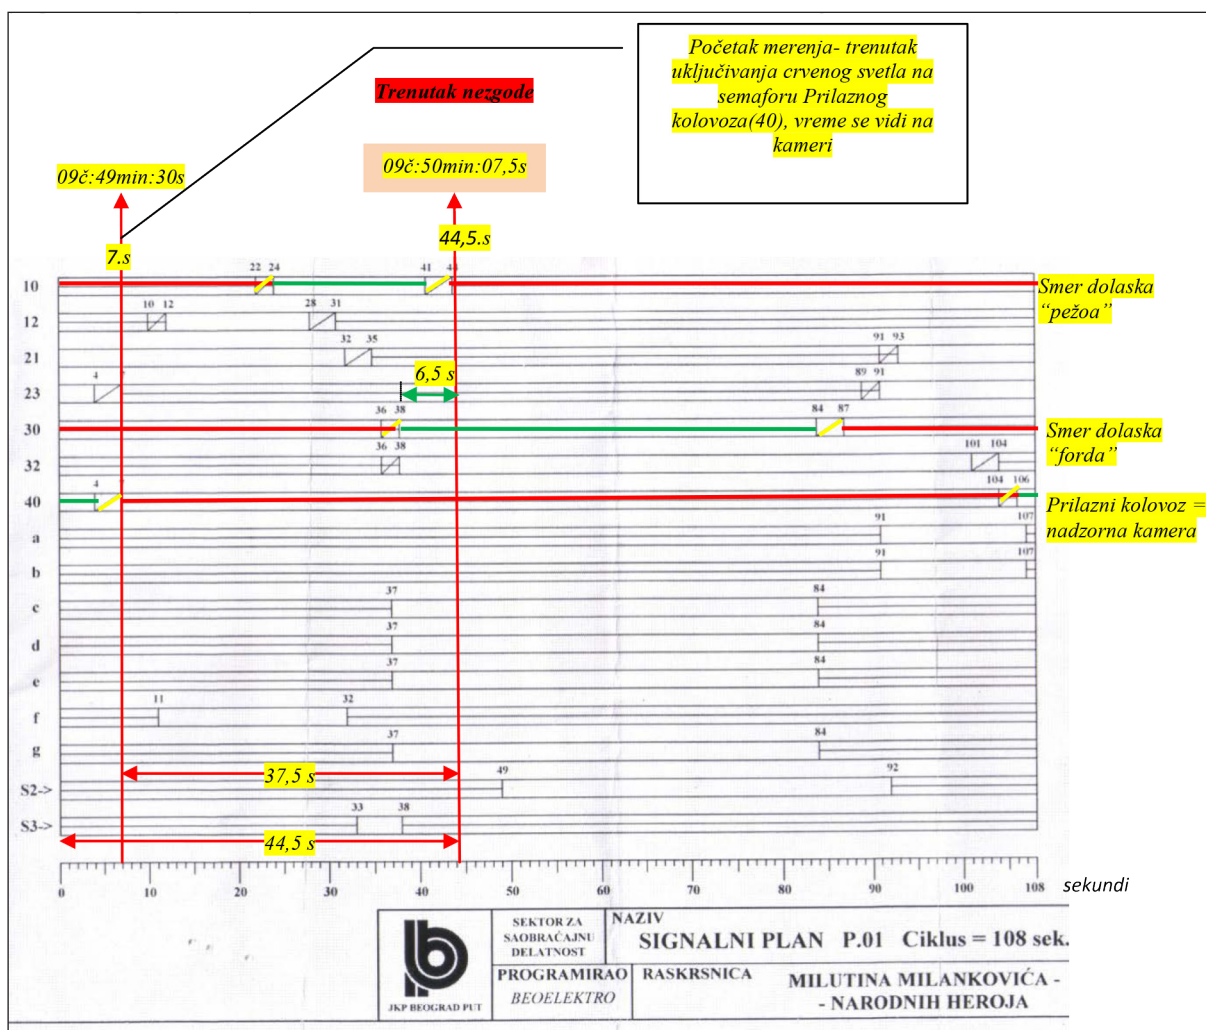 Početak merenja- trenutak
uključivanja crvenog svetla na
semaforu Prilaznog
kolovoza(40), vreme se vidi na
kameri
Trenutak nezgode
09č:49min:30s
09č:50min:07,5s
7.s
44,5.s
10
22 24
41
Smer dolaska
“pežoa”
12
10 12
28 31
21
32 35
91 93
23
4
6,5 s
89 91
30
36 38
84 87
Smer dolaska
“forda”
32
36 38
101 104
40
4
104 106
Prilazni kolovoz =
nadzorna kamera
a
91
107
b
91
107
c
37
84
d
37
84
e
37
84
f
11
32
g
37
84
37,5 s
S2->
49
92
S3->
33 38
44,5 s
0 10 20 30 40 50 60 70 80 90 100 108 sekundi
JKP BEOGRAD PUT
SEKTOR ZA
SAOBRAĆAJNU
DELATNOST
NAZIV
SIGNALNI PLAN P.01 Ciklus = 108 sek.
PROGRAMIRAO
BEOELEKTRO
RASKRSNICA
MILUTINA MILANKOVIĆA -
- NARODNIH HEROJA